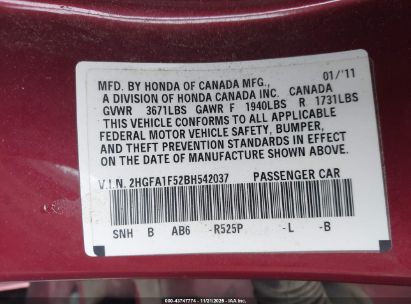 MFD. BY HONDA OF CANADA MFG., 01/'11
A DIVISION OF HONDA CANADA INC.
GVWR 3671LBS GAWR F 1940LBS R 1731LBS
THIS VEHICLE CONFORMS TO ALL APPLICABLE
FEDERAL MOTOR VEHICLE SAFETY, BUMPER,
AND THEFT PREVENTION STANDARDS IN EFFECT
ON THE DATE OF MANUFACTURE SHOWN ABOVE.
V.I.N. 2HGFA1F52BH542037 PASSENGER CAR
SNH B AB6 -R525P -L -B